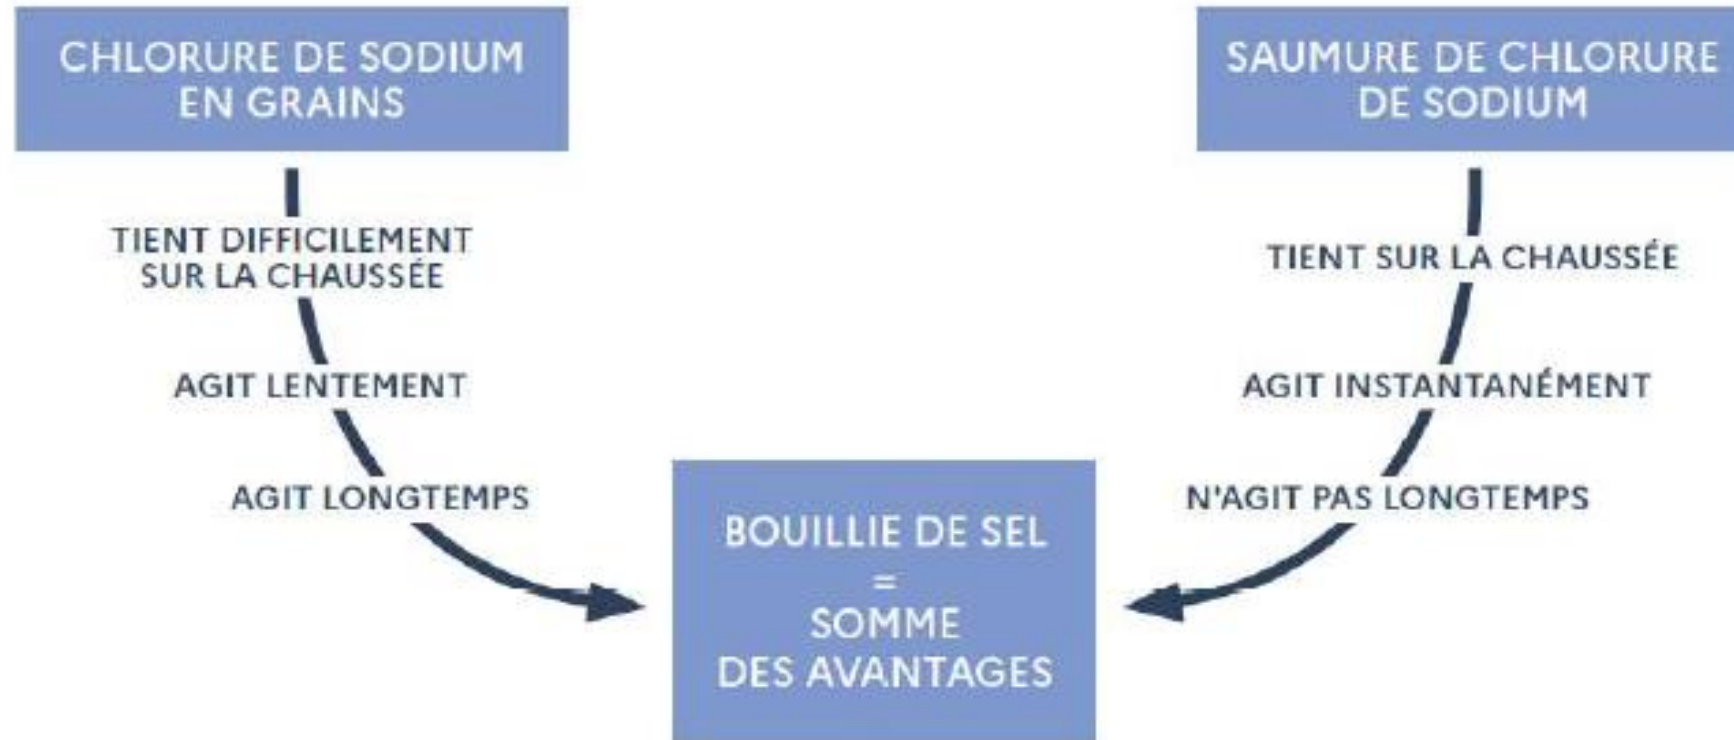 CHLORURE DE SODIUM
EN GRAINS
TIENT DIFFICILEMENT
SUR LA CHAUSSÉE
AGIT LENTEMENT
AGIT LONGTEMPS
SAUMURE DE CHLORURE
DE SODIUM
TIENT SUR LA CHAUSSÉE
AGIT INSTANTANÉMENT
N'AGIT PAS LONGTEMPS
BOUILLIE DE SEL
=
SOMME
DES AVANTAGES